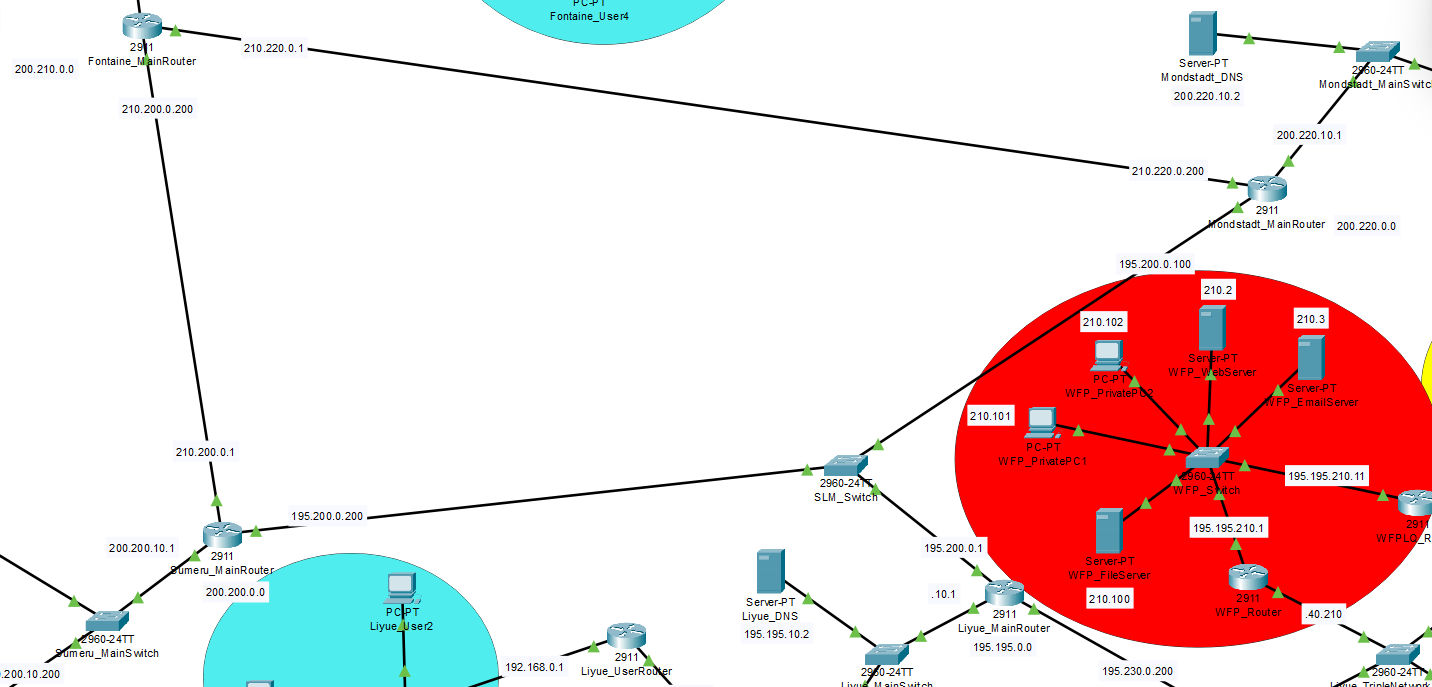 PC-PT
Fontaine_User4
2911
Fontaine_MainRouter
200.210.0.0
210.220.0.1
210.200.0.200
Server-PT
Mondstadt_DNS
200.220.10.2
2960-24TT
Mondstadt_MainSwitc
200.220.10.1
210.220.0.200
2911
Mondstadt_MainRouter
200.220.0.0
195.200.0.100
210.2
210.102
210.3
Server-PT
WFP_WebServer
PC-PT
WFP_PrivatePC2
Server-PT
WFP_EmailServer
210.101
PC-PT
WFP_PrivatePC1
210.200.0.1
2960-24TT
SLM_Switch
2960-24TT
WFP_Switch
195.195.210.11
2911
WFPLC_R
195.200.0.200
195.195.210.1
200.200.10.1
2911
Sumeru_MainRouter
200.200.0.0
195.200.0.1
Server-PT
WFP_FileServer
210.100
2911
WFP_Router
.40.210
PC-PT
Liyue_User2
Server-PT
Liyue_DNS
195.195.10.2
.10.1
2911
Liyue_MainRouter
195.195.0.0
2960-24TT
Sumeru_MainSwitch
.200.10.200
192.168.0.1
2911
Liyue_UserRouter
2960-24TT
Liyue_MainSwitch
195.230.0.200
2960-24TT
Liyue_TripleNetwork